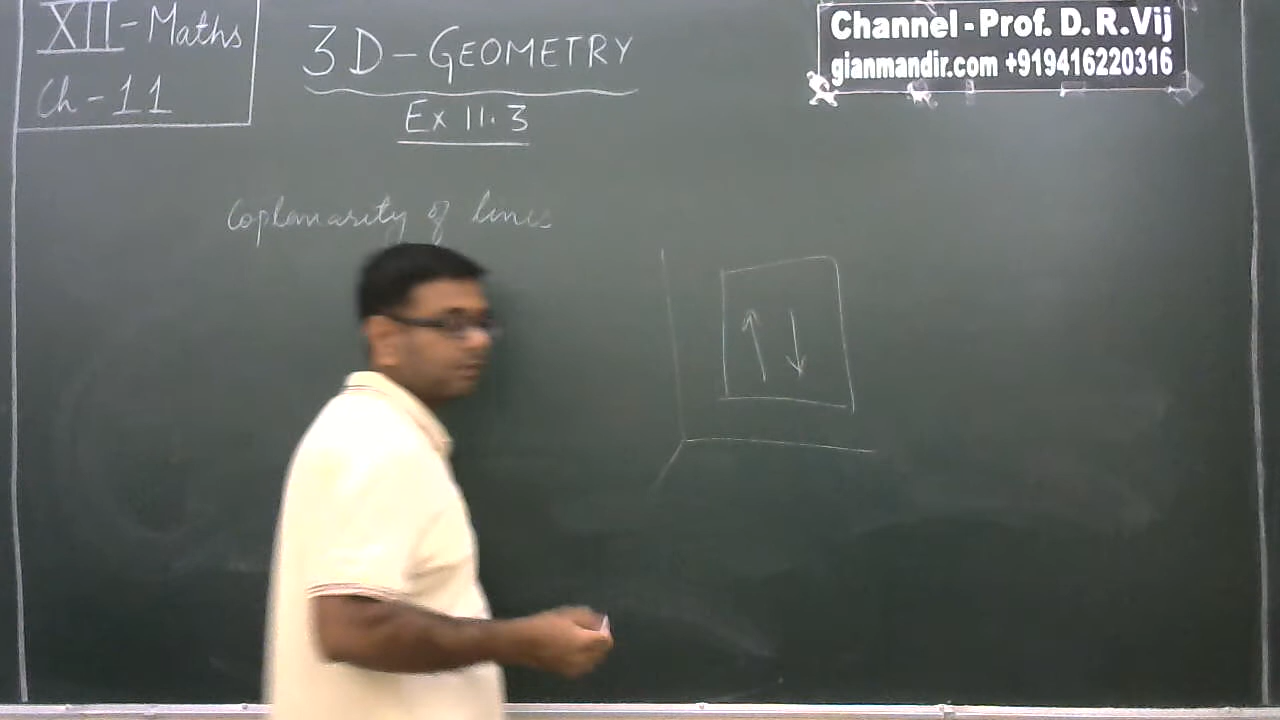 XII - Maths
Ch - 11
3D - GEOMETRY
Ex 11.3
Channel - Prof. D. R. Vij
gianmandir.com +919416220316
Coplanarity of lines